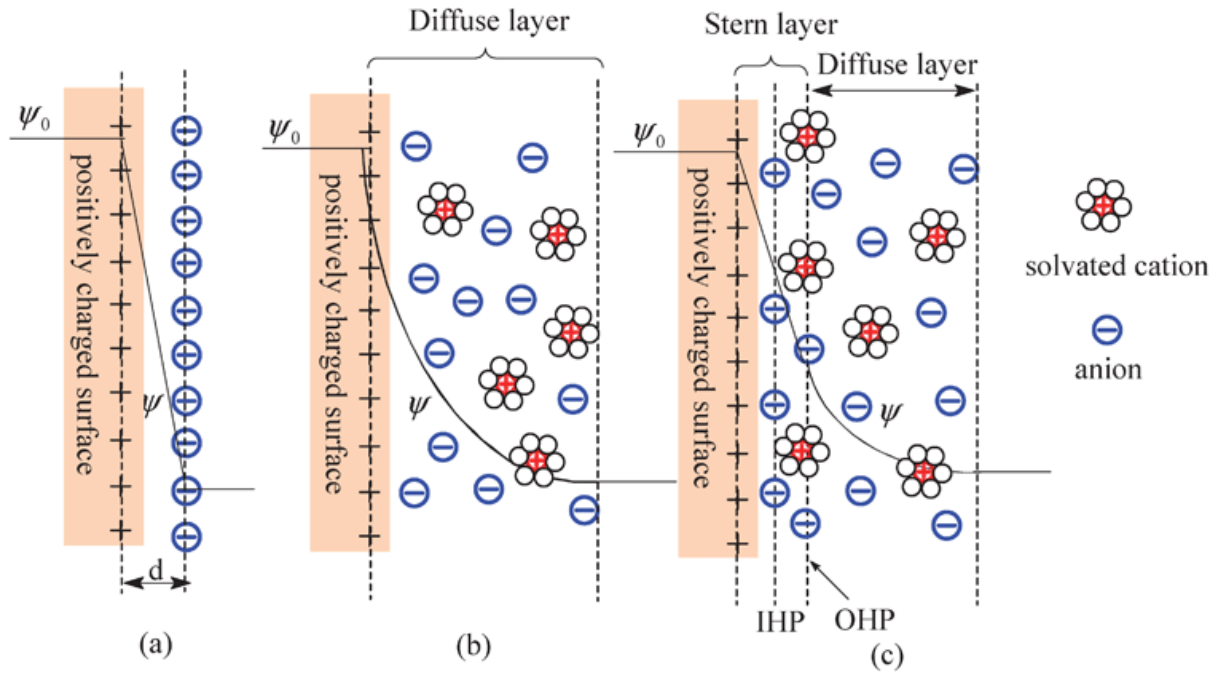 Diffuse layer
Stern layer
Diffuse layer
ψ0
ψ0
ψ0
positively charged surface
positively charged surface
positively charged surface
ψ
ψ
ψ
solvated cation
anion
d
IHP
OHP
(a)
(b)
(c)